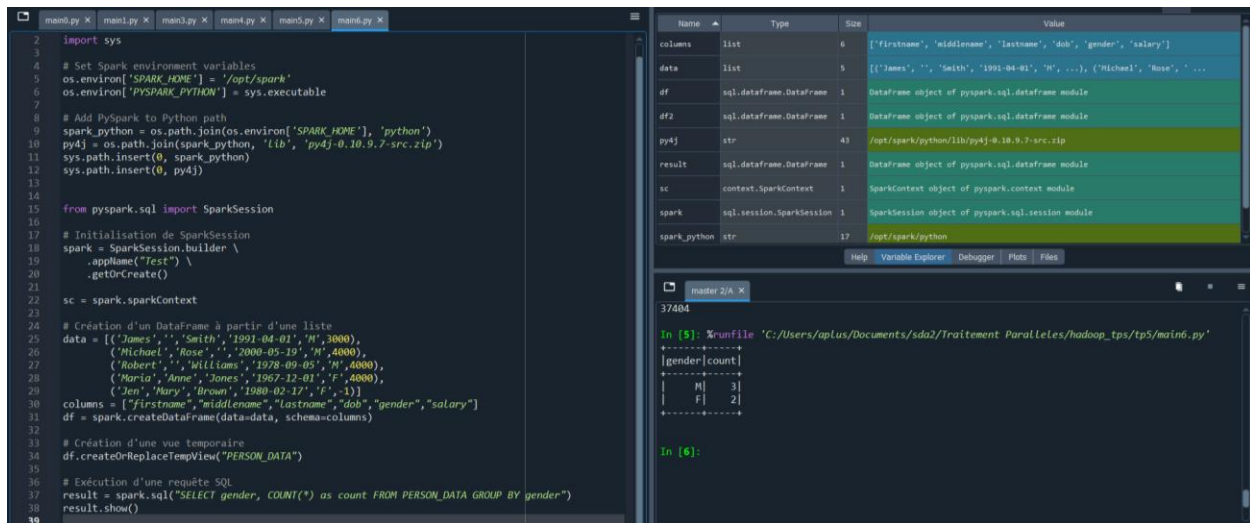 main0.py × main1.py × main3.py × main4.py × main5.py × main6.py ×
2 import sys
3
4 # Set Spark environment variables
5 os.environ['SPARK_HOME'] = '/opt/spark'
6 os.environ['PYSPARK_PYTHON'] = sys.executable
7
8 # Add PySpark to Python path
9 spark_python = os.path.join(os.environ['SPARK_HOME'], 'python')
10 py4j = os.path.join(spark_python, 'lib', 'py4j-0.10.9.7-src.zip')
11 sys.path.insert(0, spark_python)
12 sys.path.insert(0, py4j)
13
14
15 from pyspark.sql import SparkSession
16
17 # Initialisation de SparkSession
18 spark = SparkSession.builder \
19 .appName("Test") \
20 .getOrCreate()
21
22 sc = spark.sparkContext
23
24 # Création d'un DataFrame à partir d'une liste
25 data = [('James','','Smith','1991-04-01','M',3000),
26 ('Michael','Rose','','2000-05-19','M',4000),
27 ('Robert','','Williams','1978-09-05','M',4000),
28 ('Maria','Anne','Jones','1967-12-01','F',4000),
29 ('Jen','Mary','Brown','1980-02-17','F',-1)]
30 columns = ["firstname","middlename","lastname","dob","gender","salary"]
31 df = spark.createDataFrame(data=data, schema=columns)
32
33 # Création d'une vue temporaire
34 df.createOrReplaceTempView("PERSON_DATA")
35
36 # Exécution d'une requête SQL
37 result = spark.sql("SELECT gender, COUNT(*) as count FROM PERSON_DATA GROUP BY gender")
38 result.show()
39
Name Type Size Value
columns list 6 ['firstname', 'middlename', 'lastname', 'dob', 'gender', 'salary']
data list 5 [('James', '', 'Smith', '1991-04-01', 'M', ...), ('Michael', 'Rose', ' ...
df sql.dataframe.DataFrame 1 DataFrame object of pyspark.sql.dataframe module
df2 sql.dataframe.DataFrame 1 DataFrame object of pyspark.sql.dataframe module
py4j str 43 /opt/spark/python/lib/py4j-0.10.9.7-src.zip
result sql.dataframe.DataFrame 1 DataFrame object of pyspark.sql.dataframe module
sc context.SparkContext 1 SparkContext object of pyspark.context module
spark sql.session.SparkSession 1 SparkSession object of pyspark.sql.session module
spark_python str 17 /opt/spark/python
Help Variable Explorer Debugger Plots Files
master 2/A ×
37404
In [5]: %runfile 'C:/Users/aplus/Documents/sda2/Traitement Paralleles/hadoop_tps/tp5/main6.py'
+------+-----+
|gender|count|
+------+-----+
| M| 3|
| F| 2|
+------+-----+
In [6]: